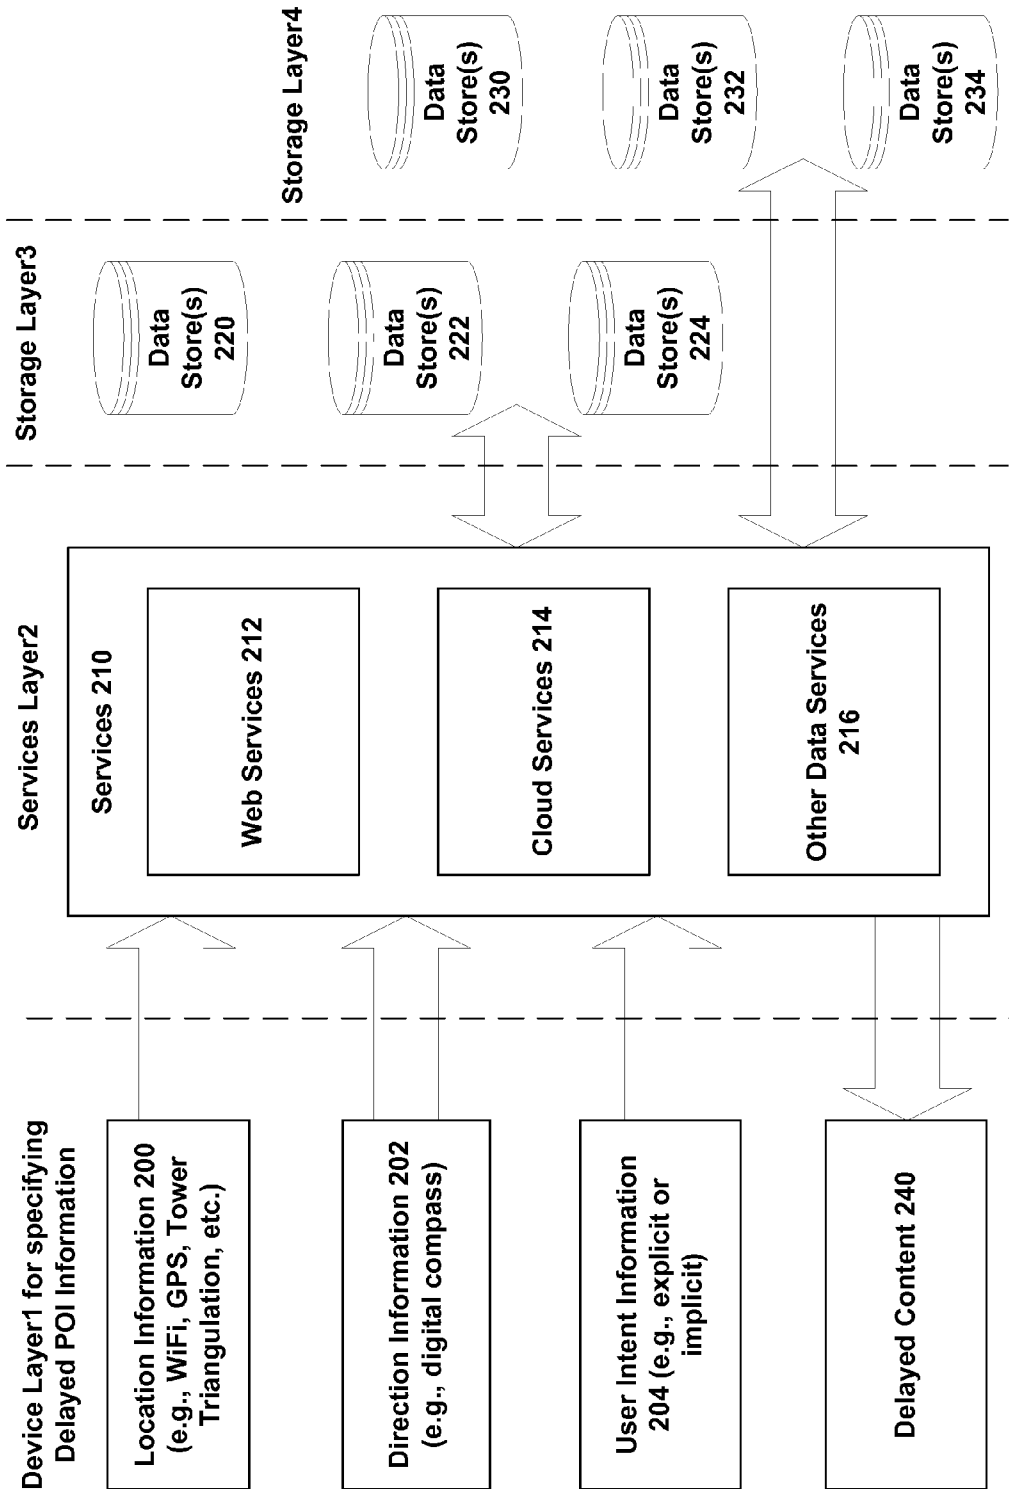 Device Layer1 for specifying
Delayed POI Information
Location Information 200
(e.g., WiFi, GPS, Tower
Triangulation, etc.)
Direction Information 202
(e.g., digital compass)
User Intent Information
204 (e.g., explicit or
implicit)
Delayed Content 240
Services Layer2
Services 210
Web Services 212
Cloud Services 214
Other Data Services
216
Storage Layer3
Data
Store(s)
220
Data
Store(s)
222
Data
Store(s)
224
Storage Layer4
Data
Store(s)
230
Data
Store(s)
232
Data
Store(s)
234